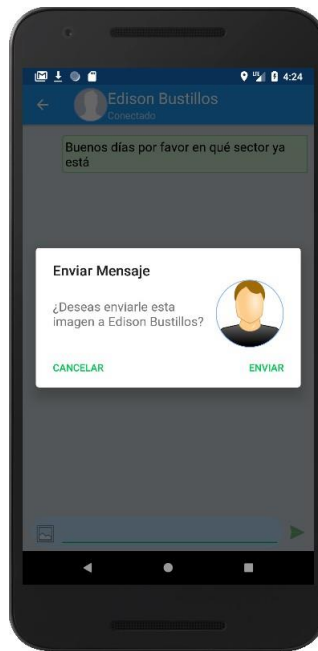 4:24
Edison Bustillos
Conectado
Buenos días por favor en qué sector ya
está
Enviar Mensaje
¿Deseas enviarle esta
imagen a Edison Bustillos?
CANCELAR
ENVIAR